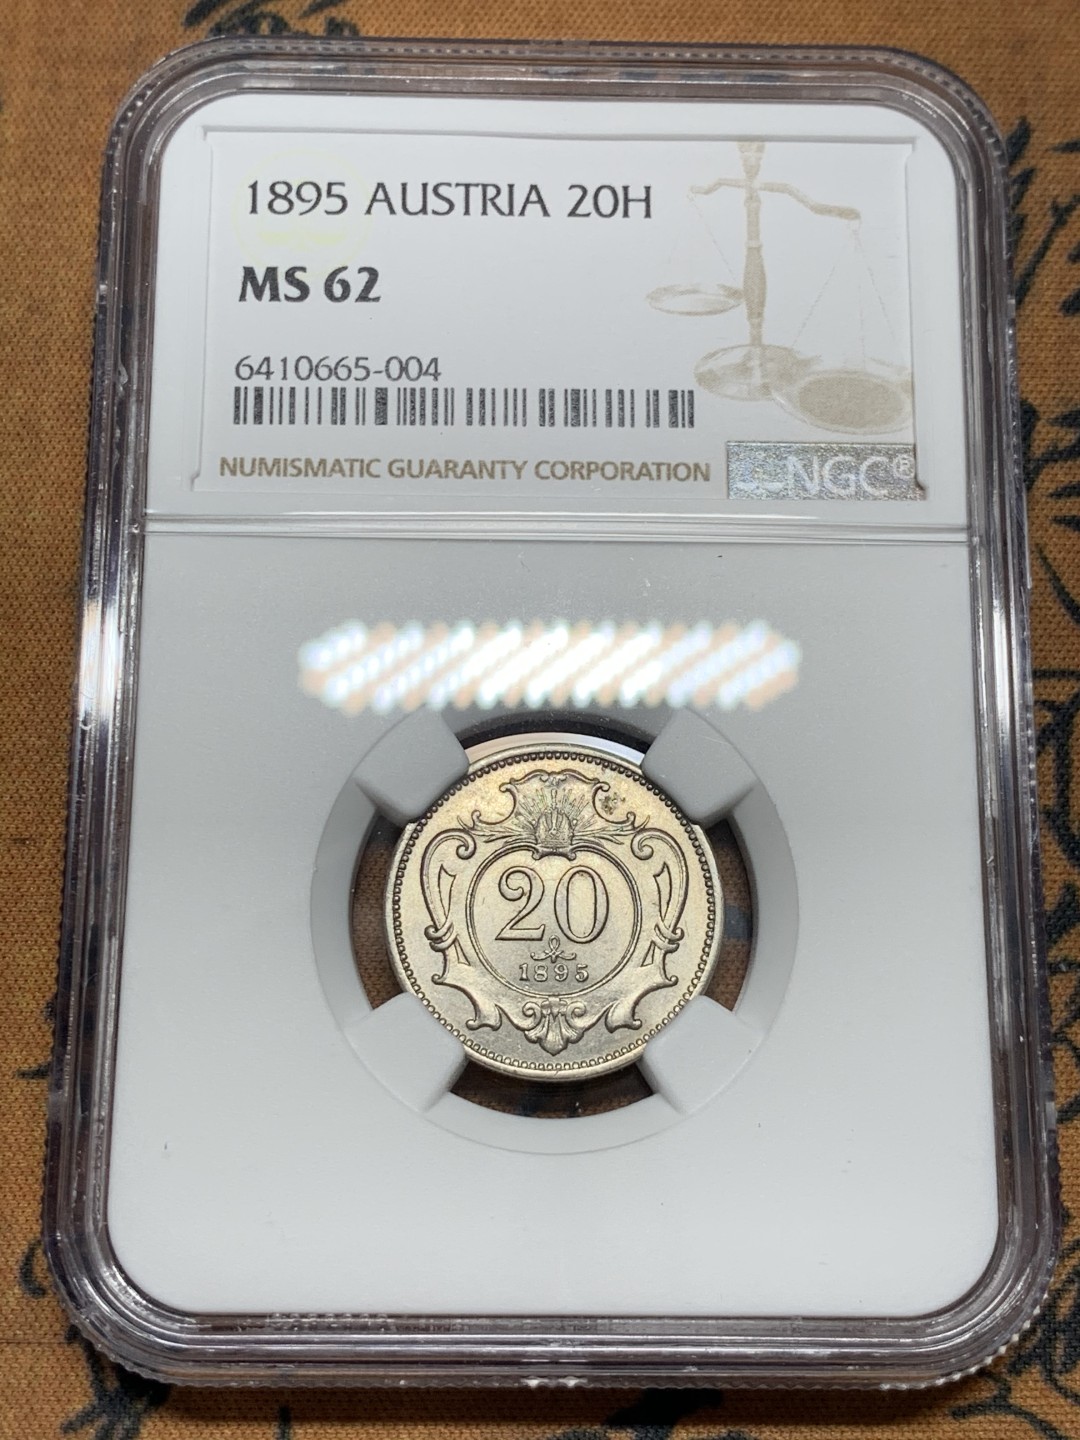 1895 AUSTRIA 20H
MS 62
6410665-004
NUMISMATIC GUARANTY CORPORATION
NGC®
20
1895